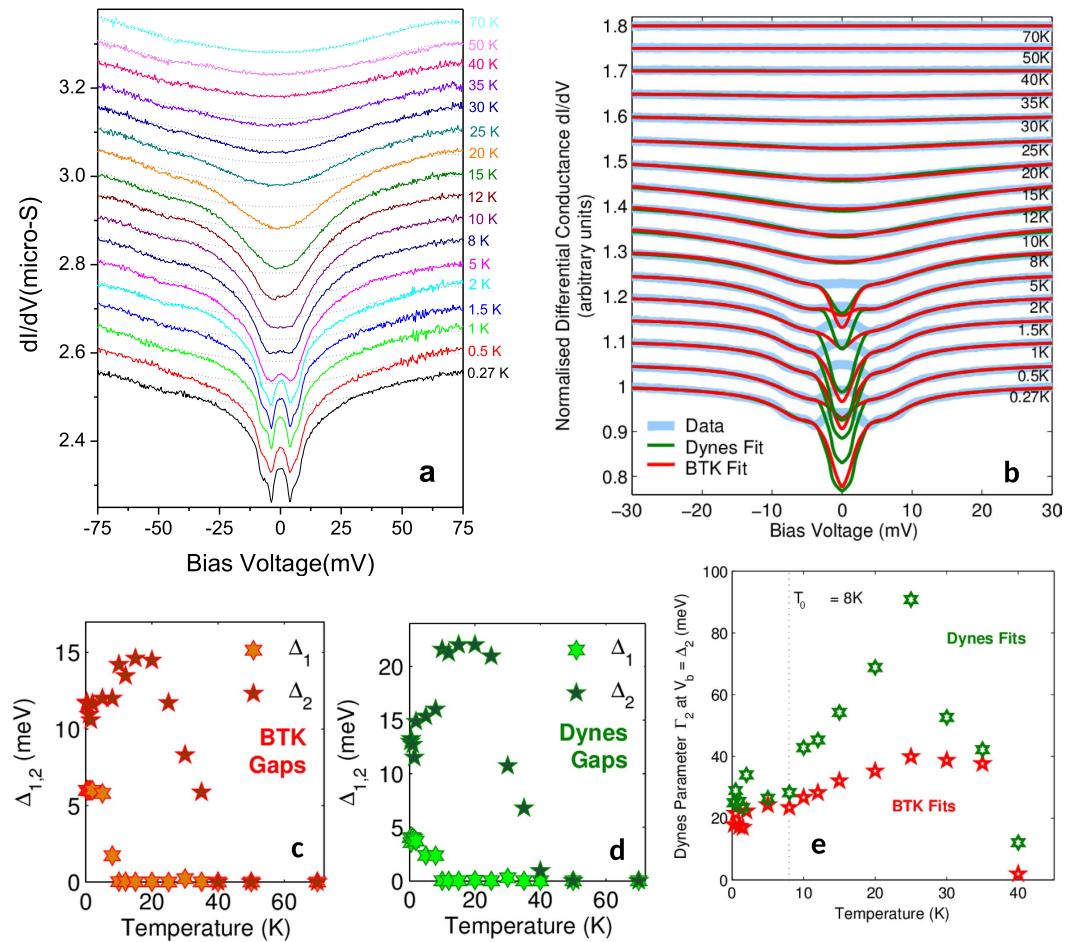 3.2
3.0
2.8
2.6
2.4
dI/dV(micro-S)
70 K
50 K
40 K
35 K
30 K
25 K
20 K
15 K
12 K
10 K
8 K
5 K
2 K
1.5 K
1 K
0.5 K
0.27 K
a
-75 -50 -25 0 25 50 75
Bias Voltage(mV)
1.8
1.7
1.6
1.5
1.4
1.3
1.2
1.1
1
0.9
0.8
Normalised Differential Conductance dI/dV
(arbitrary units)
70K
50K
40K
35K
30K
25K
20K
15K
12K
10K
8K
5K
2K
1.5K
1K
0.5K
0.27K
Data
Dynes Fit
BTK Fit
b
−30 −20 −10 0 10 20 30
Bias Voltage (mV)
15
10
5
0
Δ1,2 (meV)
Δ1
Δ2
BTK
Gaps
c
0 20 40 60
Temperature (K)
20
15
10
5
0
Δ1,2 (meV)
Δ1
Δ2
Dynes
Gaps
d
0 20 40 60
Temperature (K)
100
80
60
40
20
0
Dynes Parameter Γ2 at Vb = Δ2 (meV)
T0 = 8K
Dynes Fits
BTK Fits
e
0 10 20 30 40
Temperature (K)